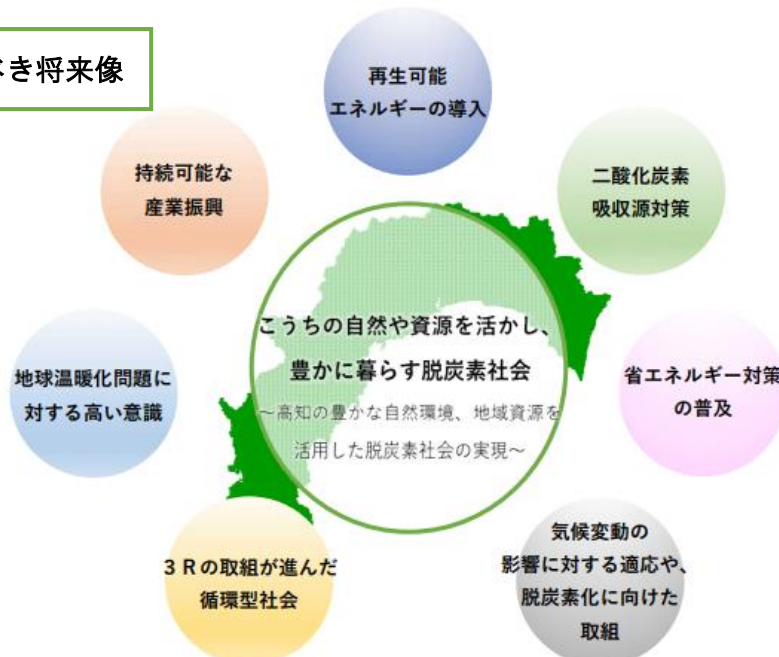 き将来像
再生可能
エネルギーの導入
持続可能な
産業振興
二酸化炭素
吸収源対策
こうちの自然や資源を活かし、
豊かに暮らす脱炭素社会
～高知の豊かな自然環境、地域資源を
活用した脱炭素社会の実現～
地球温暖化問題に
対する高い意識
省エネルギー対策
の普及
３Ｒの取組が進んだ
循環型社会
気候変動の
影響に対する適応や、
脱炭素化に向けた
取組